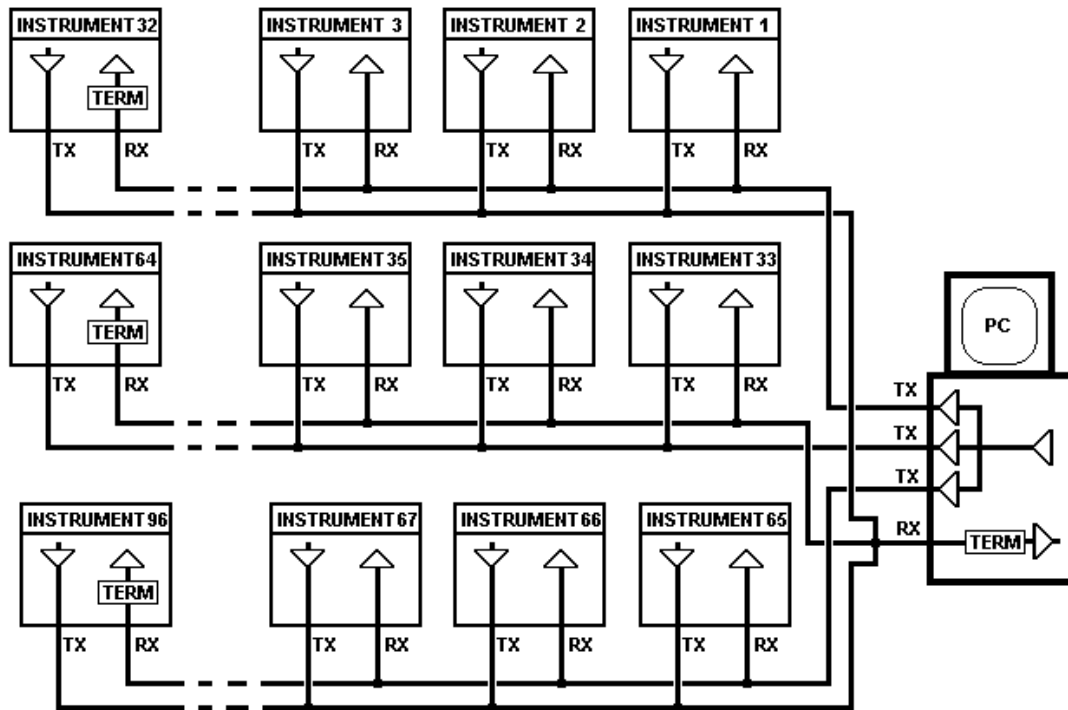 INSTRUMENT 32
INSTRUMENT 3
INSTRUMENT 2
INSTRUMENT 1
TERM
TX
RX
TX
RX
TX
RX
TX
RX
INSTRUMENT 64
INSTRUMENT 35
INSTRUMENT 34
INSTRUMENT 33
TERM
PC
TX
RX
TX
RX
TX
RX
TX
RX
TX
TX
TX
INSTRUMENT 96
INSTRUMENT 67
INSTRUMENT 66
INSTRUMENT 65
RX
TERM
TERM
TX
RX
TX
RX
TX
RX
TX
RX